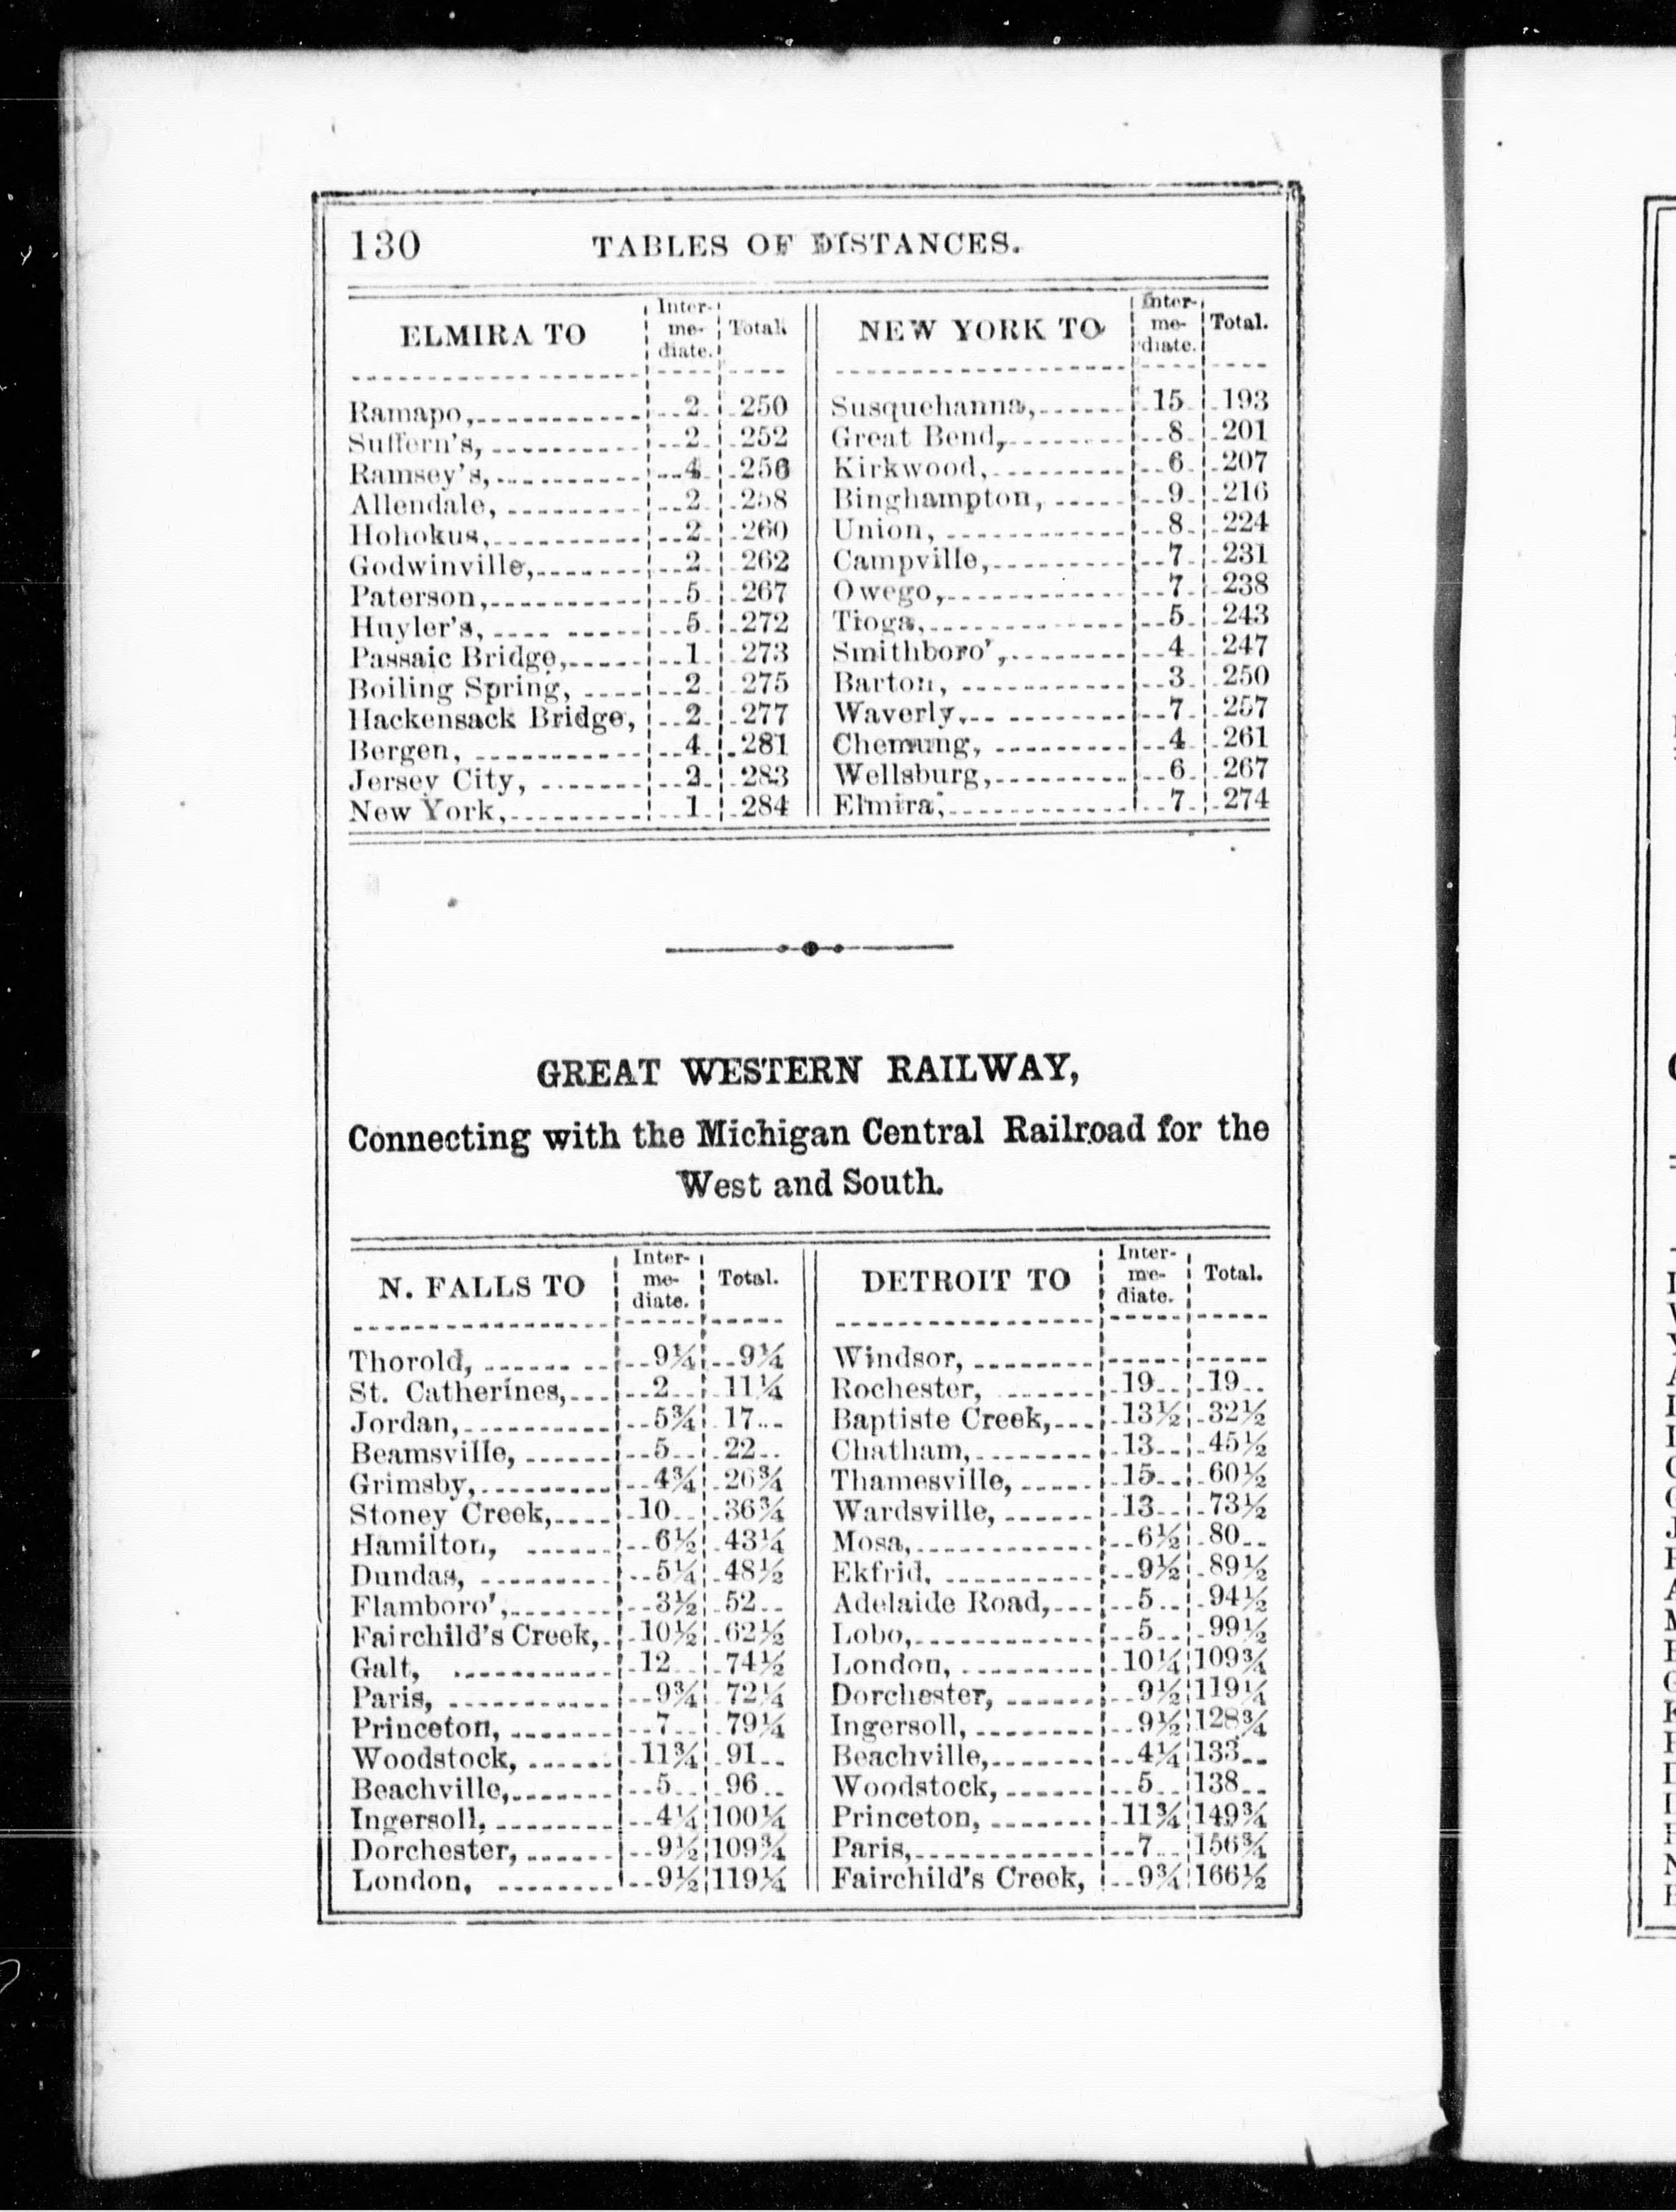 130 TABLES OF DISTANCES.
ELMIRA TO Inter-mediate. Total.
Ramapo, 2 250
Suffern's, 2 252
Ramsey's, 4 256
Allendale, 2 258
Hohokus, 2 260
Godwinville, 2 262
Paterson, 5 267
Huyler's, 5 272
Passaic Bridge, 1 273
Boiling Spring, 2 275
Hackensack Bridge, 2 277
Bergen, 4 281
Jersey City, 2 283
New York, 1 284
NEW YORK TO Inter-mediate. Total.
Susquehanna, 15 193
Great Bend, 8 201
Kirkwood, 6 207
Binghampton, 9 216
Union, 8 224
Campville, 7 231
Owego, 7 238
Tioga, 5 243
Smithboro', 4 247
Barton, 3 250
Waverly, 7 257
Chemung, 4 261
Wellsburg, 6 267
Elmira, 7 274
GREAT WESTERN RAILWAY,
Connecting with the Michigan Central Railroad for the
West and South.
N. FALLS TO Inter-mediate. Total.
Thorold, 9¼ 9¼
St. Catherines, 2 11¼
Jordan, 5¾ 17
Beamsville, 5 22
Grimsby, 4¾ 26¾
Stoney Creek, 10 36¾
Hamilton, 6½ 43¼
Dundas, 5¼ 48½
Flamboro', 3½ 52
Fairchild's Creek, 10½ 62½
Galt, 12 74½
Paris, 9¾ 72¼
Princeton, 7 79¼
Woodstock, 11¾ 91
Beachville, 5 96
Ingersoll, 4¼ 100¼
Dorchester, 9½ 109¾
London, 9½ 119¼
DETROIT TO Inter-mediate. Total.
Windsor,
Rochester, 19 19
Baptiste Creek, 13½ 32½
Chatham, 13 45½
Thamesville, 15 60½
Wardsville, 13 73½
Mosa, 6½ 80
Ekfrid, 9½ 89½
Adelaide Road, 5 94½
Lobo, 5 99½
London, 10¼ 109¾
Dorchester, 9½ 119¼
Ingersoll, 9½ 128¾
Beachville, 4¼ 133
Woodstock, 5 138
Princeton, 11¾ 149¾
Paris, 7 156¾
Fairchild's Creek, 9¾ 166½